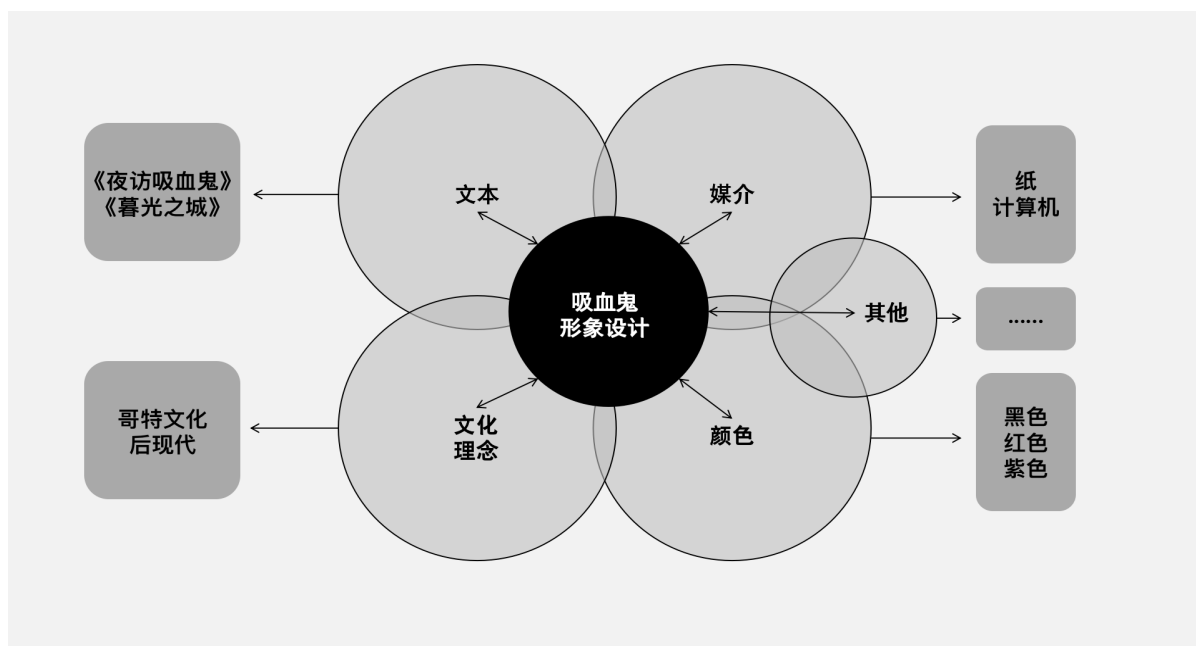 《夜访吸血鬼》
《暮光之城》
文本
媒介
纸
计算机
吸血鬼
形象设计
其他
......
哥特文化
后现代
文化
理念
颜色
黑色
红色
紫色